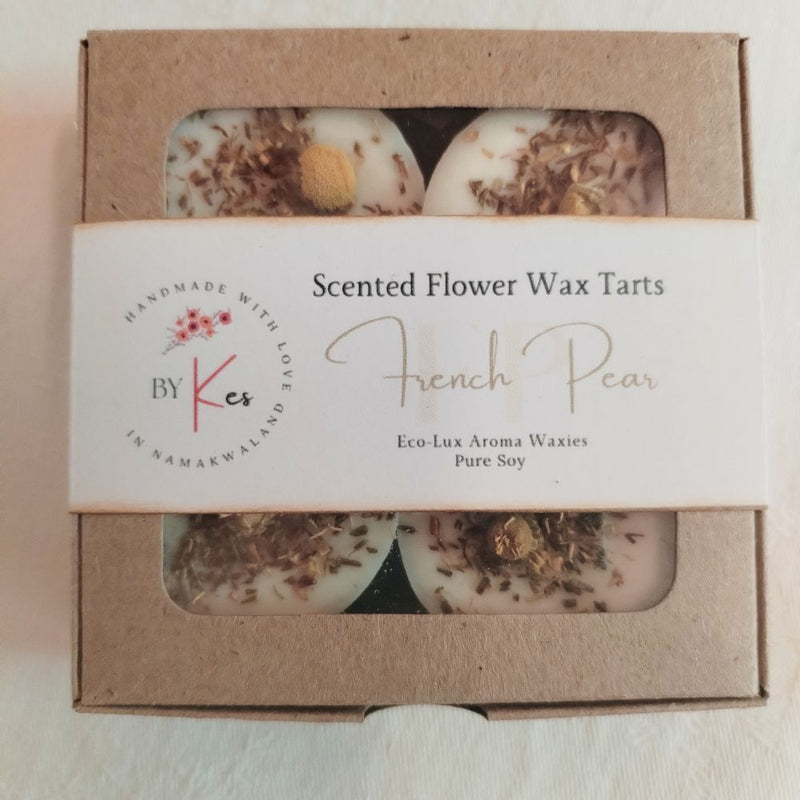 HANDMADE WITH LOVE
BY Kes
IN NAMAKWALAND
Scented Flower Wax Tarts
FP
French Pear
Eco-Lux Aroma Waxies
Pure Soy